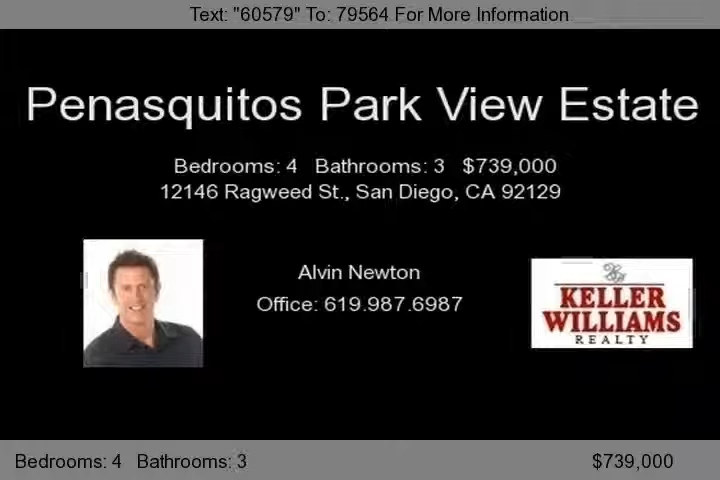 Text: "60579" To: 79564 For More Information
Penasquitos Park View Estate
Bedrooms: 4 Bathrooms: 3 $739,000
12146 Ragweed St., San Diego, CA 92129
Alvin Newton
Office: 619.987.6987
KELLER
WILLIAMS
REALTY
Bedrooms: 4 Bathrooms: 3 $739,000